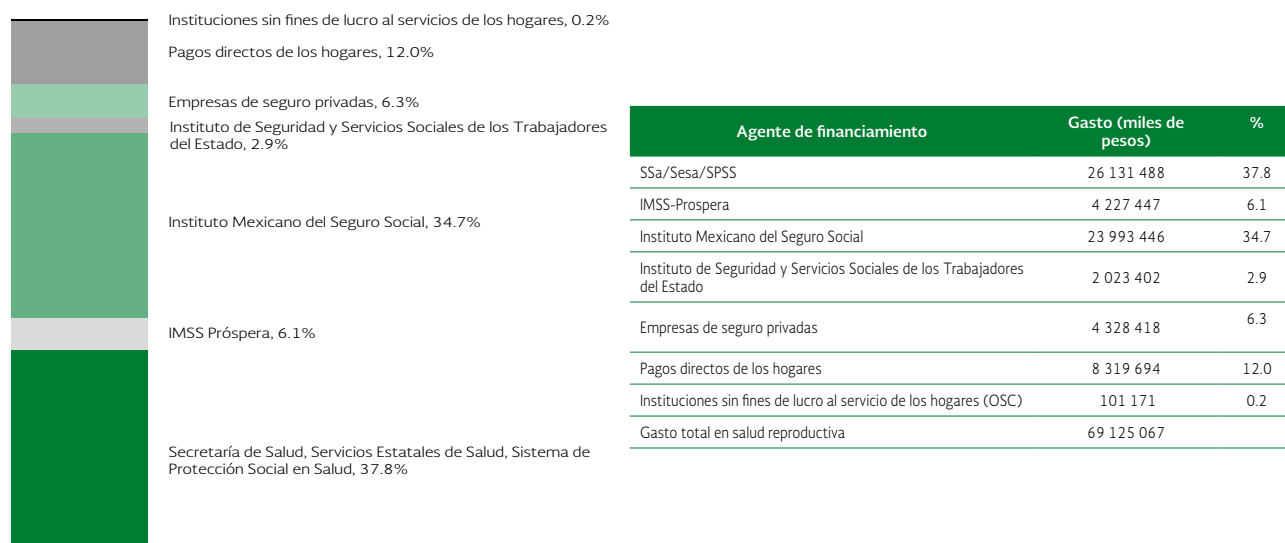 Instituciones sin fines de lucro al servicios de los hogares, 0.2%
Pagos directos de los hogares, 12.0%
Empresas de seguro privadas, 6.3%
Instituto de Seguridad y Servicios Sociales de los Trabajadores
del Estado, 2.9%
Instituto Mexicano del Seguro Social, 34.7%
IMSS Próspera, 6.1%
Secretaría de Salud, Servicios Estatales de Salud, Sistema de
Protección Social en Salud, 37.8%
Agente de financiamiento Gasto (miles de %
pesos)
SSa/Sesa/SPSS 26 131 488 37.8
IMSS-Prospera 4 227 447 6.1
Instituto Mexicano del Seguro Social 23 993 446 34.7
Instituto de Seguridad y Servicios Sociales de los Trabajadores
del Estado 2 023 402 2.9
Empresas de seguro privadas 4 328 418 6.3
Pagos directos de los hogares 8 319 694 12.0
Instituciones sin fines de lucro al servicio de los hogares (OSC) 101 171 0.2
Gasto total en salud reproductiva 69 125 067